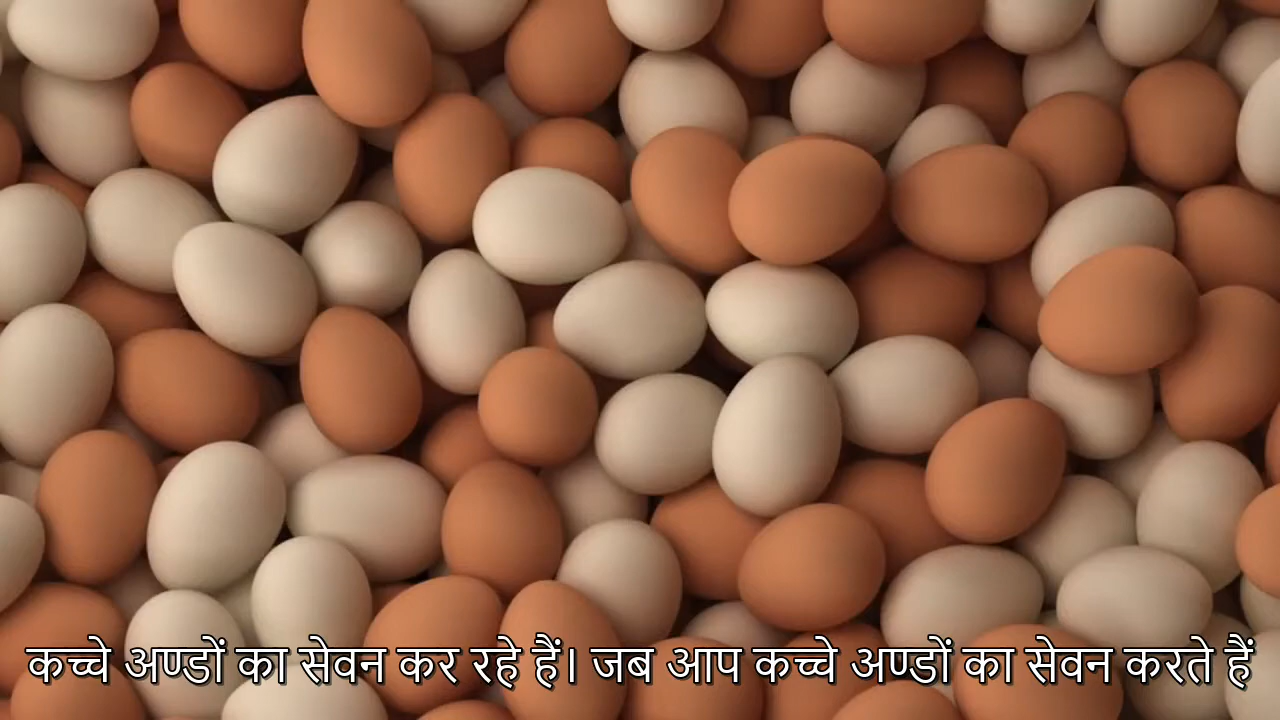 कच्चे अण्डों का सेवन कर रहे हैं। जब आप कच्चे अण्डों का सेवन करते हैं